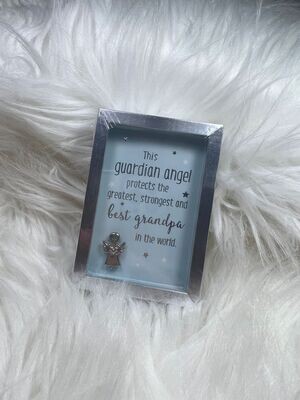 This
guardian angel
protects the
greatest, strongest and
best grandpa
in the world.